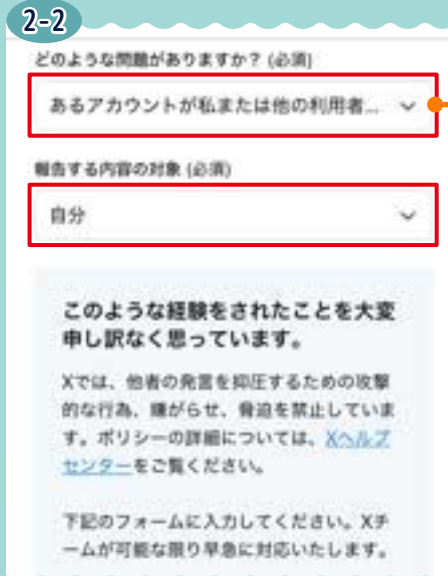 2-2
どのような問題がありますか？ (必須)
あるアカウントが私または他の利用者...
報告する内容の対象 (必須)
自分
このような経験をされたことを大変
申し訳なく思っています。
Xでは、他者の発言を抑圧するための攻撃
的な行為、嫌がらせ、脅迫を禁止していま
す。ポリシーの詳細については、Xヘルプ
センターをご覧ください。
下記のフォームに入力してください。Xチ
ームが可能な限り早急に対応いたします。